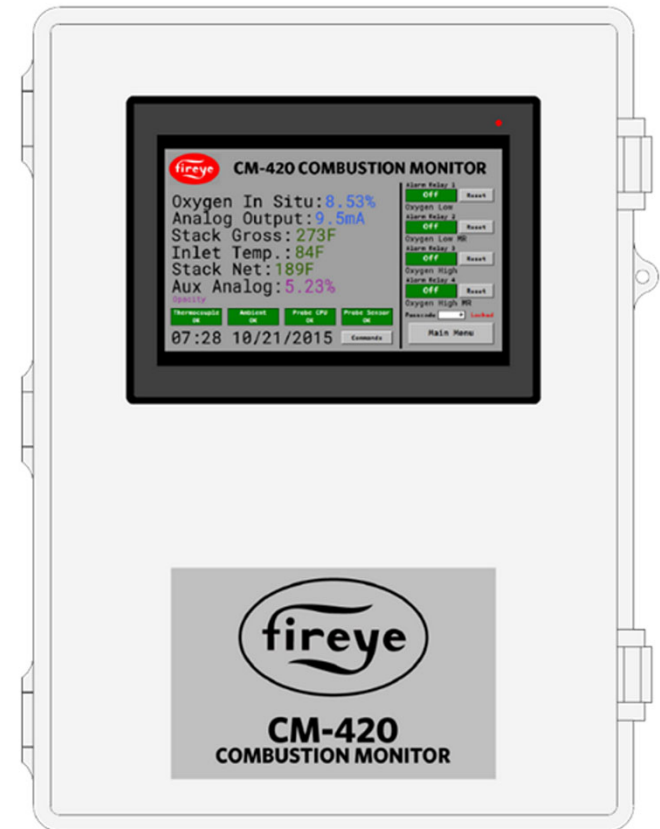 fireye
CM-420 COMBUSTION MONITOR
Oxygen In Situ:8.53%
Analog Output:9.5mA
Stack Gross:273F
Inlet Temp.:84F
Stack Net:189F
Aux Analog:5.23%
Opacity
Thermocouple OK
Ambient OK
Probe CPU OK
Probe Sensor OK
07:28 10/21/2015
Commands
Alarm Relay 1
Off Reset
Oxygen Low
Alarm Relay 2
Off Reset
Oxygen Low MR
Alarm Relay 3
Off Reset
Oxygen High
Alarm Relay 4
Off Reset
Oxygen High MR
Passcode Locked
Main Menu
fireye
CM-420
COMBUSTION MONITOR